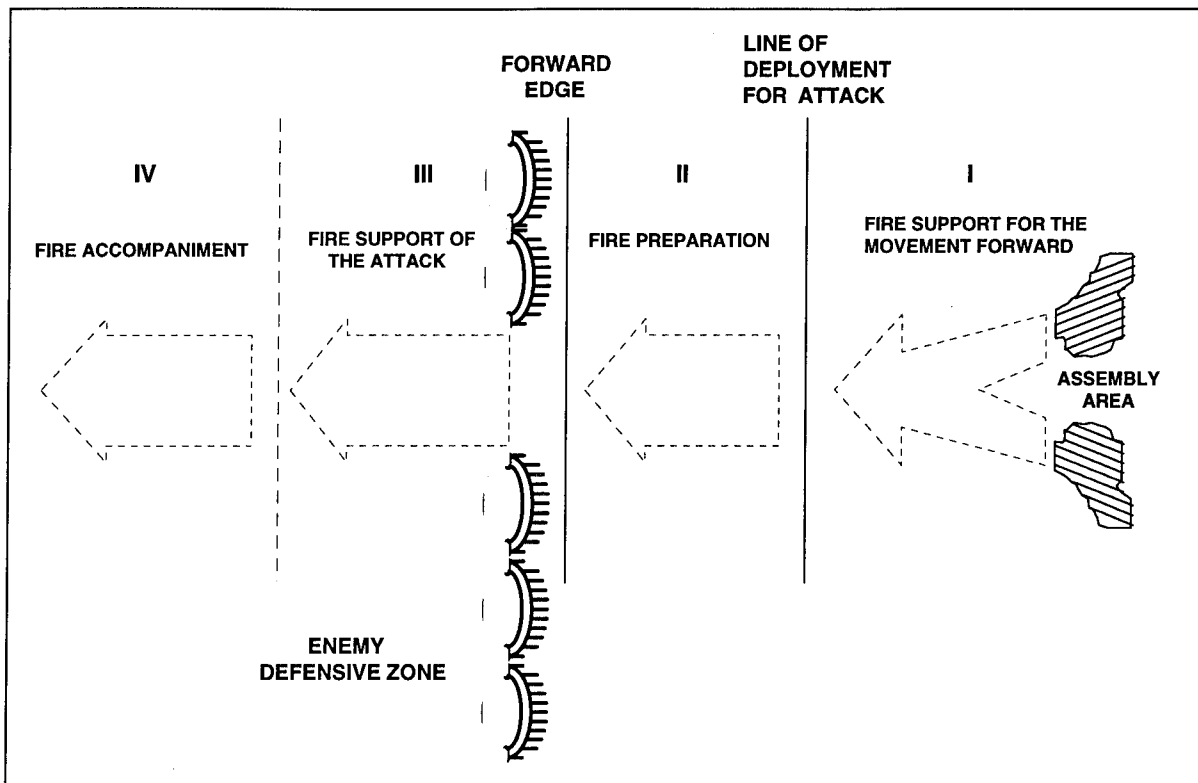 LINE OF
DEPLOYMENT
FOR ATTACK
FORWARD
EDGE
IV
III
II
I
FIRE ACCOMPANIMENT
FIRE SUPPORT OF
THE ATTACK
FIRE PREPARATION
FIRE SUPPORT FOR THE
MOVEMENT FORWARD
ASSEMBLY
AREA
ENEMY
DEFENSIVE ZONE